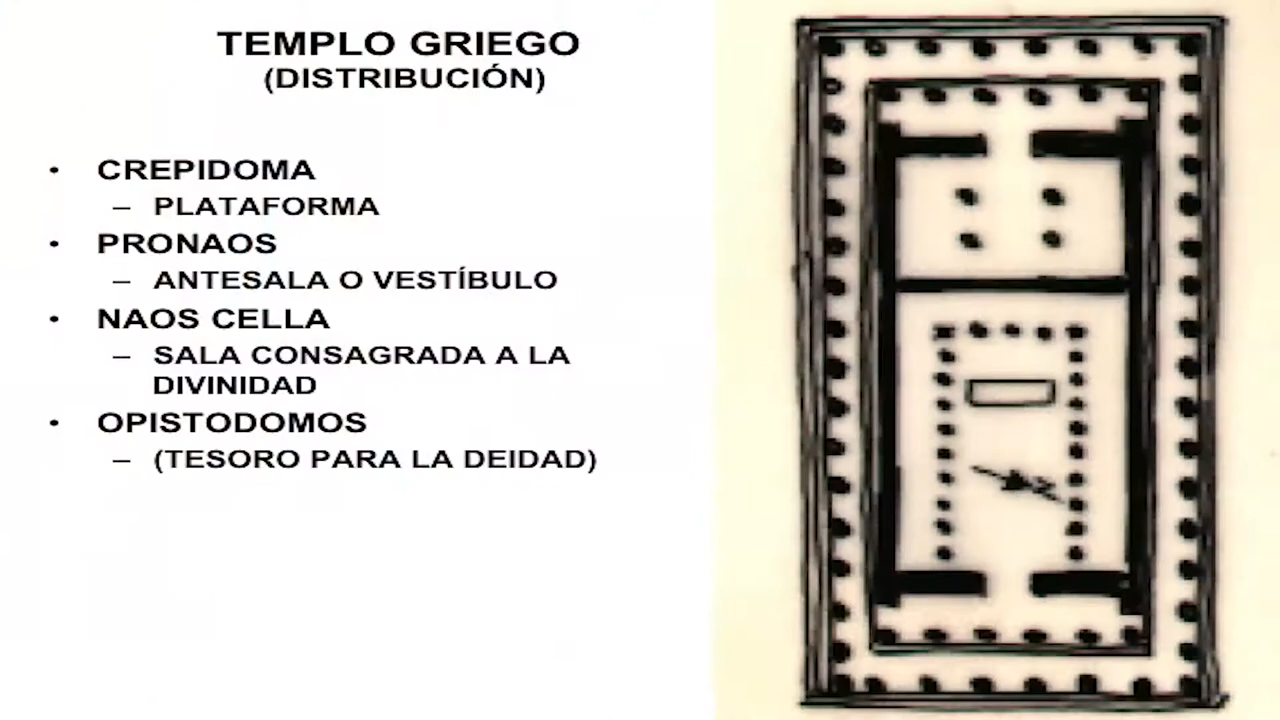 TEMPLO GRIEGO
(DISTRIBUCIÓN)
• CREPIDOMA
– PLATAFORMA
• PRONAOS
– ANTESALA O VESTÍBULO
• NAOS CELLA
– SALA CONSAGRADA A LA
DIVINIDAD
• OPISTODOMOS
– (TESORO PARA LA DEIDAD)